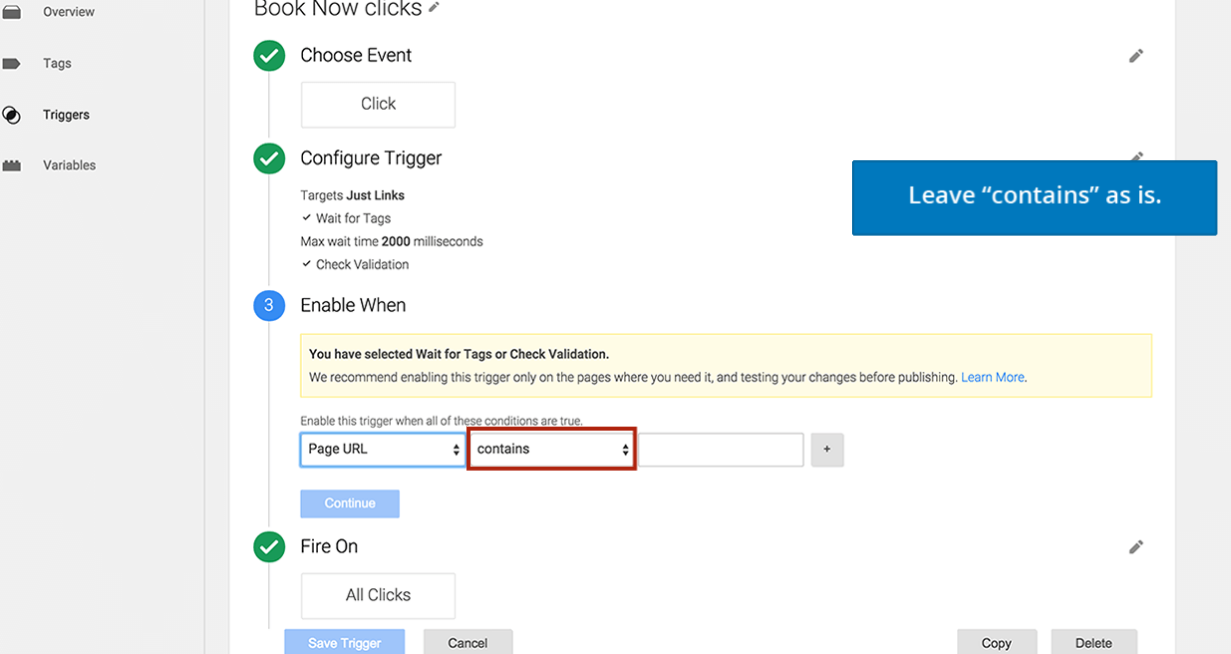 Book Now clicks
Overview
Tags
Triggers
Variables
Choose Event
Click
Configure Trigger
Targets Just Links
✓ Wait for Tags
Max wait time 2000 milliseconds
✓ Check Validation
Leave “contains” as is.
3 Enable When
You have selected Wait for Tags or Check Validation.
We recommend enabling this trigger only on the pages where you need it, and testing your changes before publishing. Learn More.
Enable this trigger when all of these conditions are true.
Page URL contains +
Continue
Fire On
All Clicks
Save Trigger Cancel Copy Delete